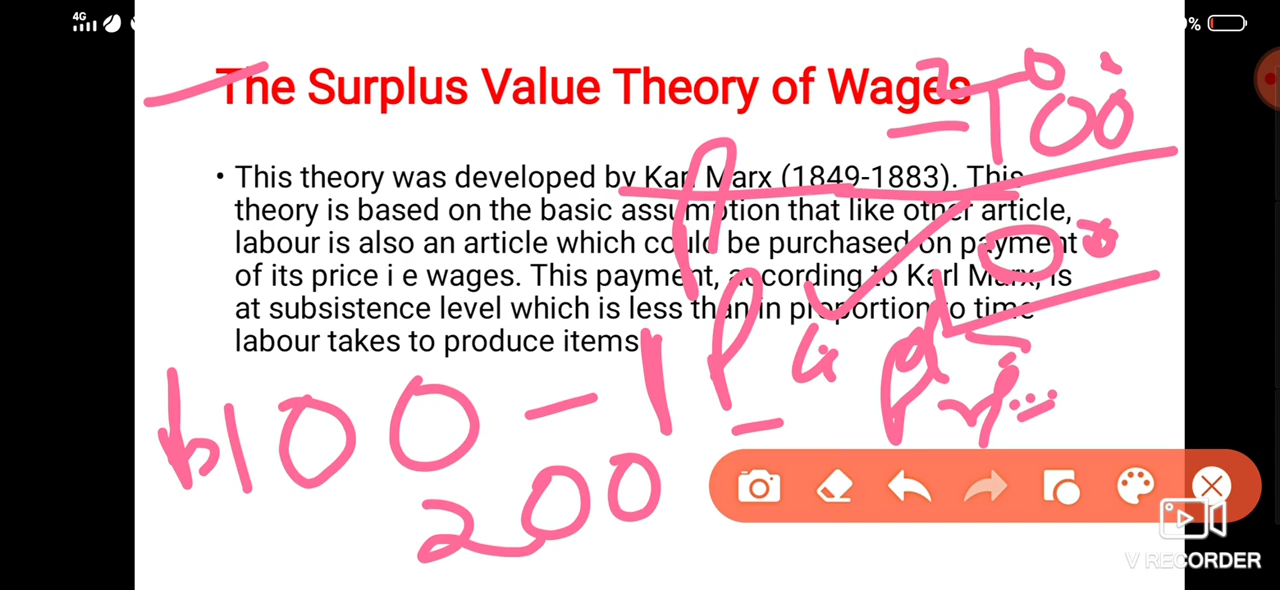 4G
%
The Surplus Value Theory of Wages
• This theory was developed by Karl Marx (1849-1883). This
theory is based on the basic assumption that like other article,
labour is also an article which could be purchased on payment
of its price i e wages. This payment, according to Karl Marx, is
at subsistence level which is less than in proportion to time
labour takes to produce items
100 - 1
200
V RECORDER